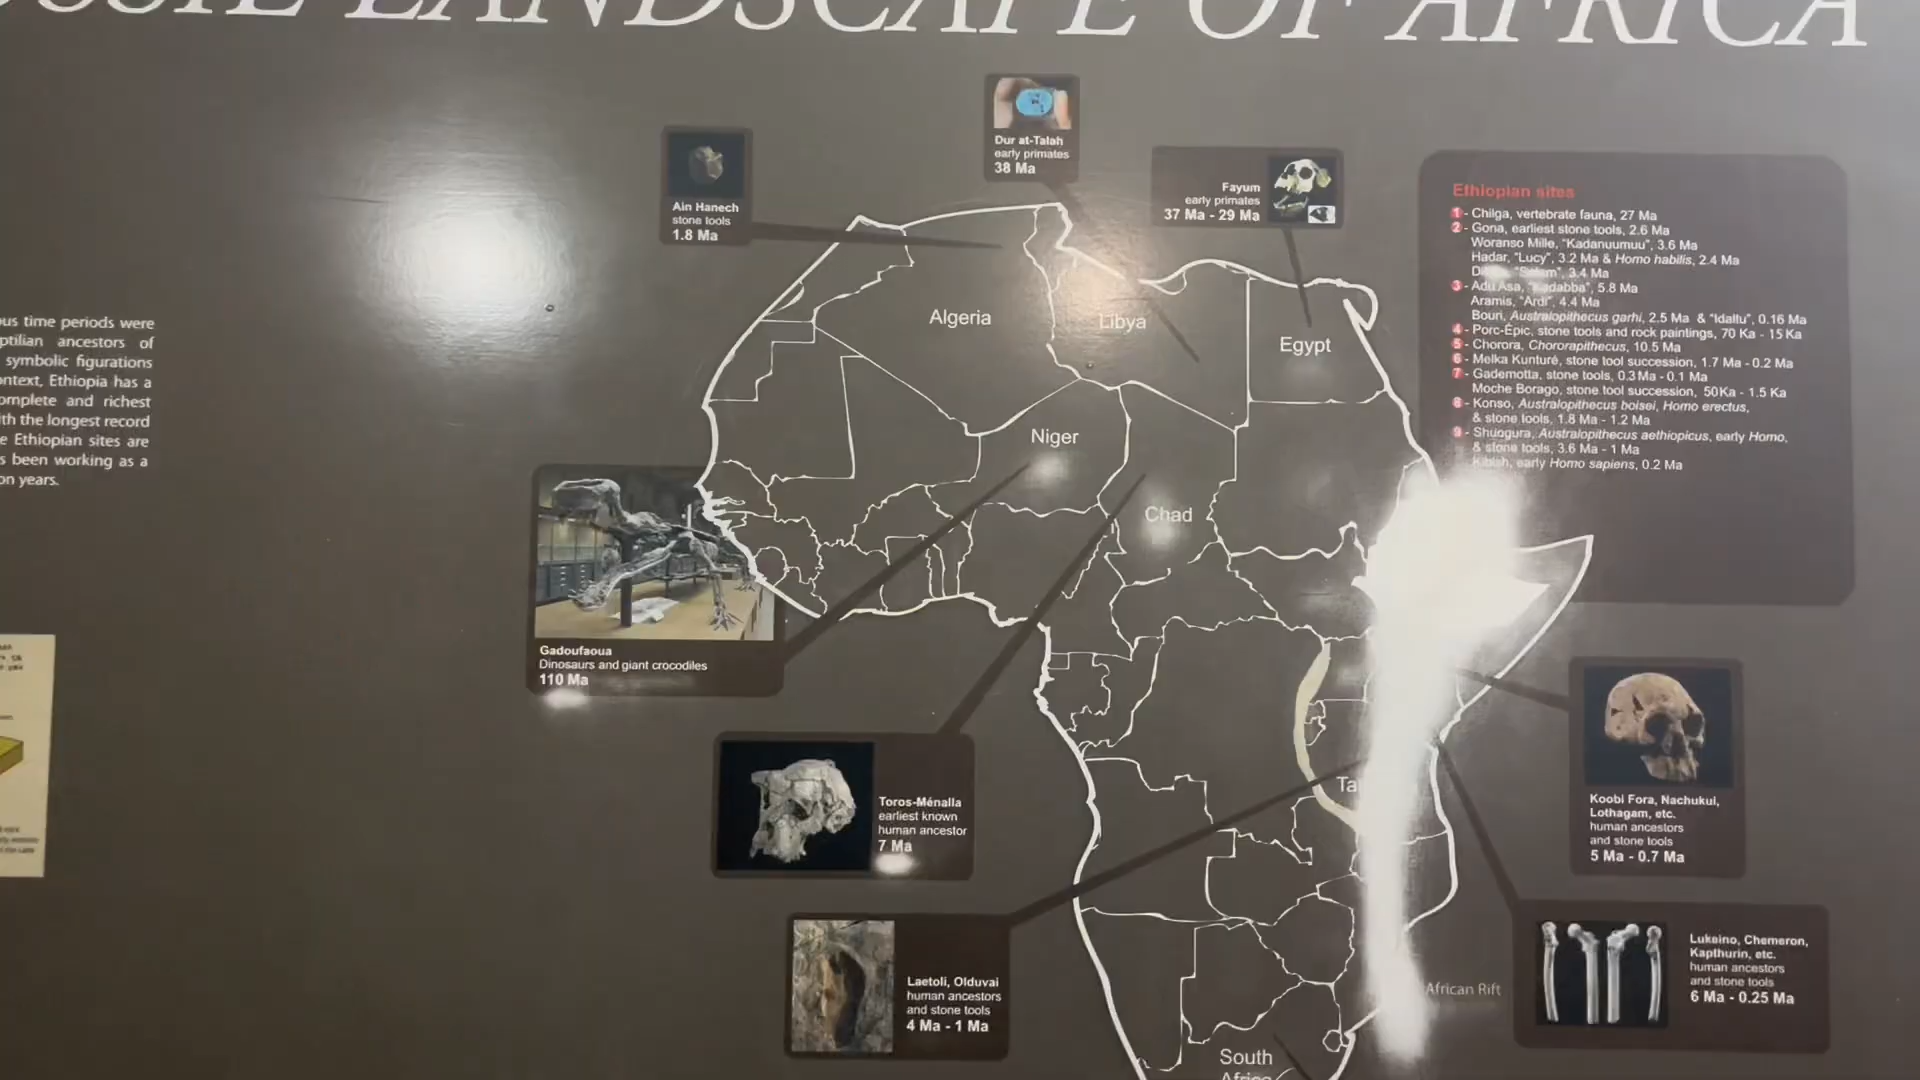 LANDSCAPE OF AFRICA
Dur at-Talah
early primates
38 Ma
Ain Hanech
stone tools
1.8 Ma
Fayum
early primates
37 Ma - 29 Ma
Ethiopian sites
1 - Chilga, vertebrate fauna, 27 Ma
2 - Gona, earliest stone tools, 2.6 Ma
Woranso Mille, "Kadanuumuu", 3.6 Ma
Hadar, "Lucy", 3.2 Ma & Homo habilis, 2.4 Ma
"Selam", 3.4 Ma
3 - Adu Asa, "Kadabba", 5.8 Ma
Aramis, "Ardi", 4.4 Ma
Bouri, Australopithecus garhi, 2.5 Ma & "Idaltu", 0.16 Ma
4 - Porc-Épic, stone tools and rock paintings, 70 Ka - 15 Ka
5 - Chorora, Chororapithecus, 10.5 Ma
6 - Melka Kunturé, stone tool succession, 1.7 Ma - 0.2 Ma
7 - Gademotta, stone tools, 0.3 Ma - 0.1 Ma
Moche Borago, stone tool succession, 50Ka - 1.5 Ka
8 - Konso, Australopithecus boisei, Homo erectus,
& stone tools, 1.8 Ma - 1.2 Ma
9 - Shungura, Australopithecus aethiopicus, early Homo,
& stone tools, 3.6 Ma - 1 Ma
Kibish, early Homo sapiens, 0.2 Ma
Algeria
Libya
Egypt
Niger
Chad
Ta
African Rift
South
ous time periods were
ptilian ancestors of
symbolic figurations
ontext, Ethiopia has a
omplete and richest
ith the longest record
e Ethiopian sites are
s been working as a
on years.
Gadoufaoua
Dinosaurs and giant crocodiles
110 Ma
Toros-Ménalla
earliest known
human ancestor
7 Ma
Laetoli, Olduvai
human ancestors
and stone tools
4 Ma - 1 Ma
Koobi Fora, Nachukui,
Lothagam, etc.
human ancestors
and stone tools
5 Ma - 0.7 Ma
Lukeino, Chemeron,
Kapthurin, etc.
human ancestors
and stone tools
6 Ma - 0.25 Ma